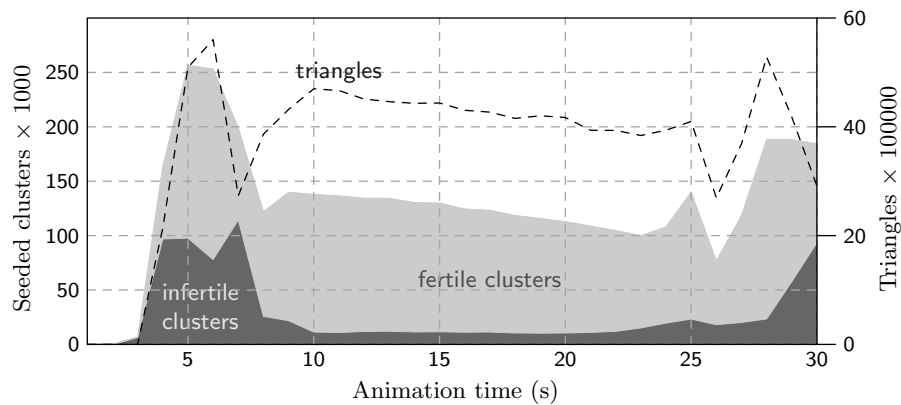 Seeded clusters × 1000
250
200
150
100
50
0
triangles
infertile
clusters
fertile clusters
60
40
20
0
Triangles × 100000
5
10
15
20
25
30
Animation time (s)